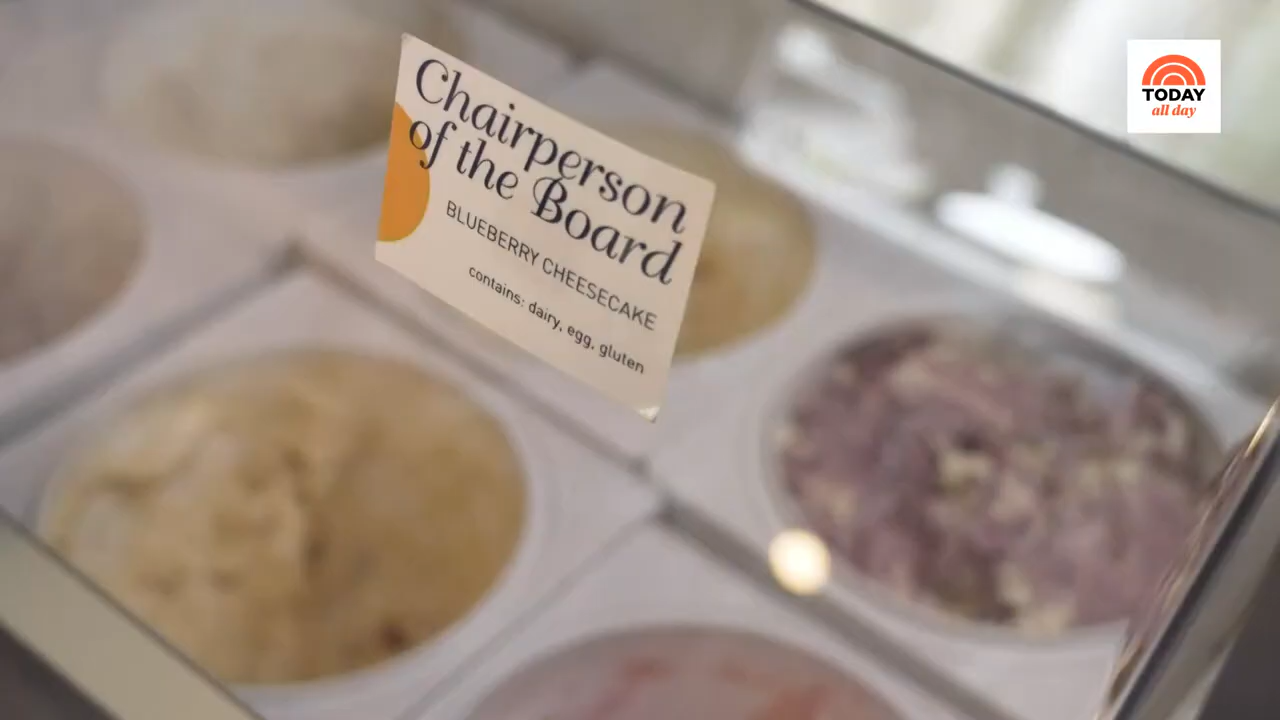 Chairperson
of the Board
BLUEBERRY CHEESECAKE
contains: dairy, egg, gluten
TODAY
all day